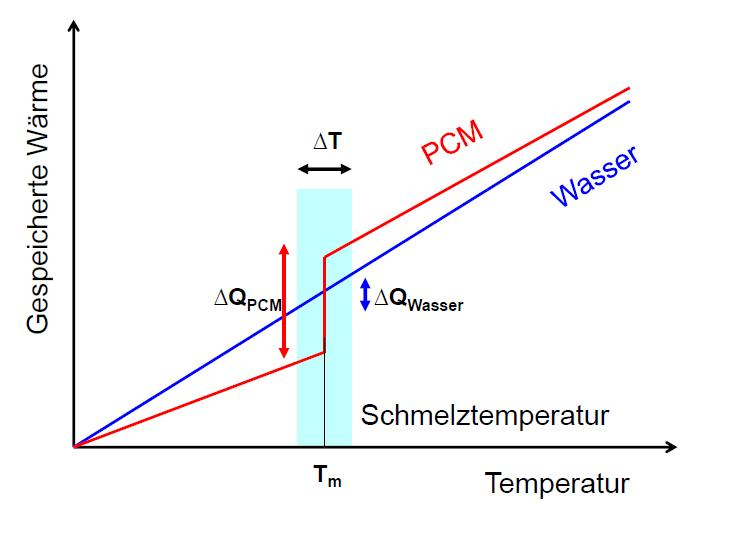 Gespeicherte Wärme
ΔT
PCM
Wasser
ΔQPCM
ΔQWasser
Schmelztemperatur
Tm
Temperatur